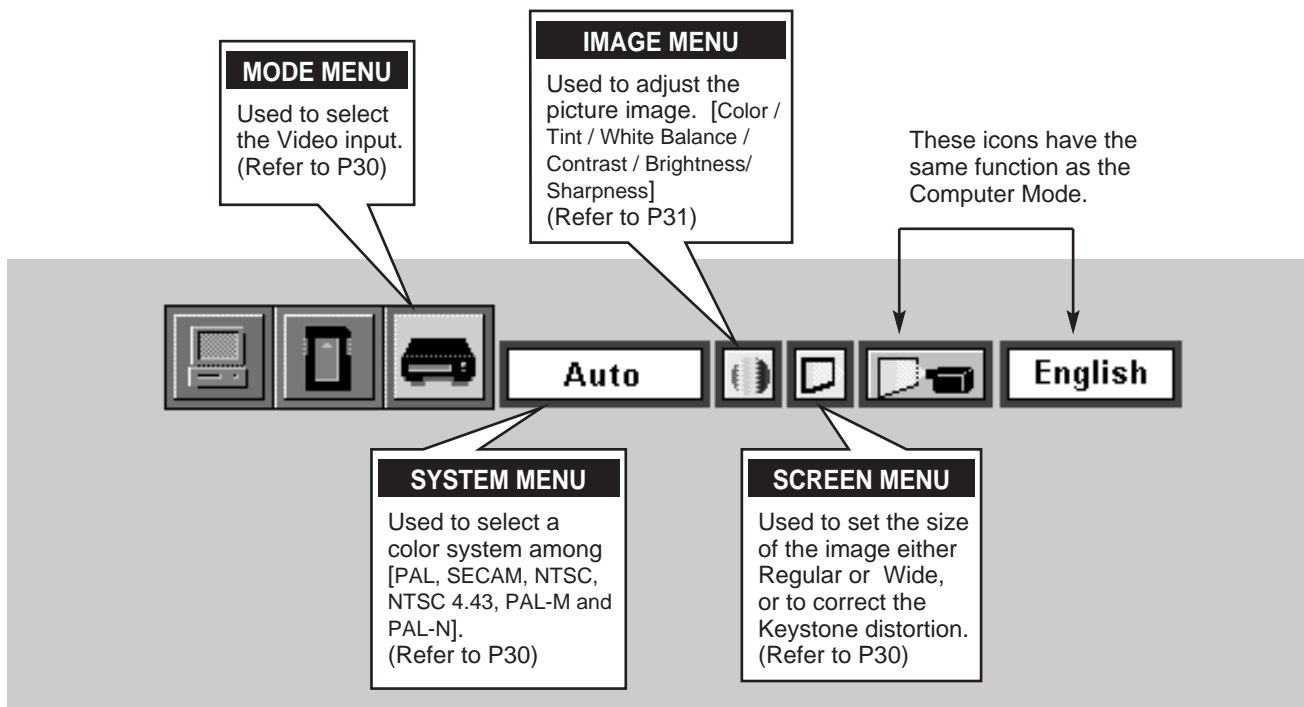 MODE MENU
Used to select
the Video input.
(Refer to P30)
IMAGE MENU
Used to adjust the
picture image.  [Color /
Tint / White Balance /
Contrast / Brightness/
Sharpness]
(Refer to P31)
These icons have the
same function as the
Computer Mode.
Auto
English
SYSTEM MENU
Used to select a
color system among
[PAL, SECAM, NTSC,
NTSC 4.43, PAL-M and
PAL-N].
(Refer to P30)
SCREEN MENU
Used to set the size
of the image either
Regular or  Wide,
or to correct the
Keystone distortion.
(Refer to P30)